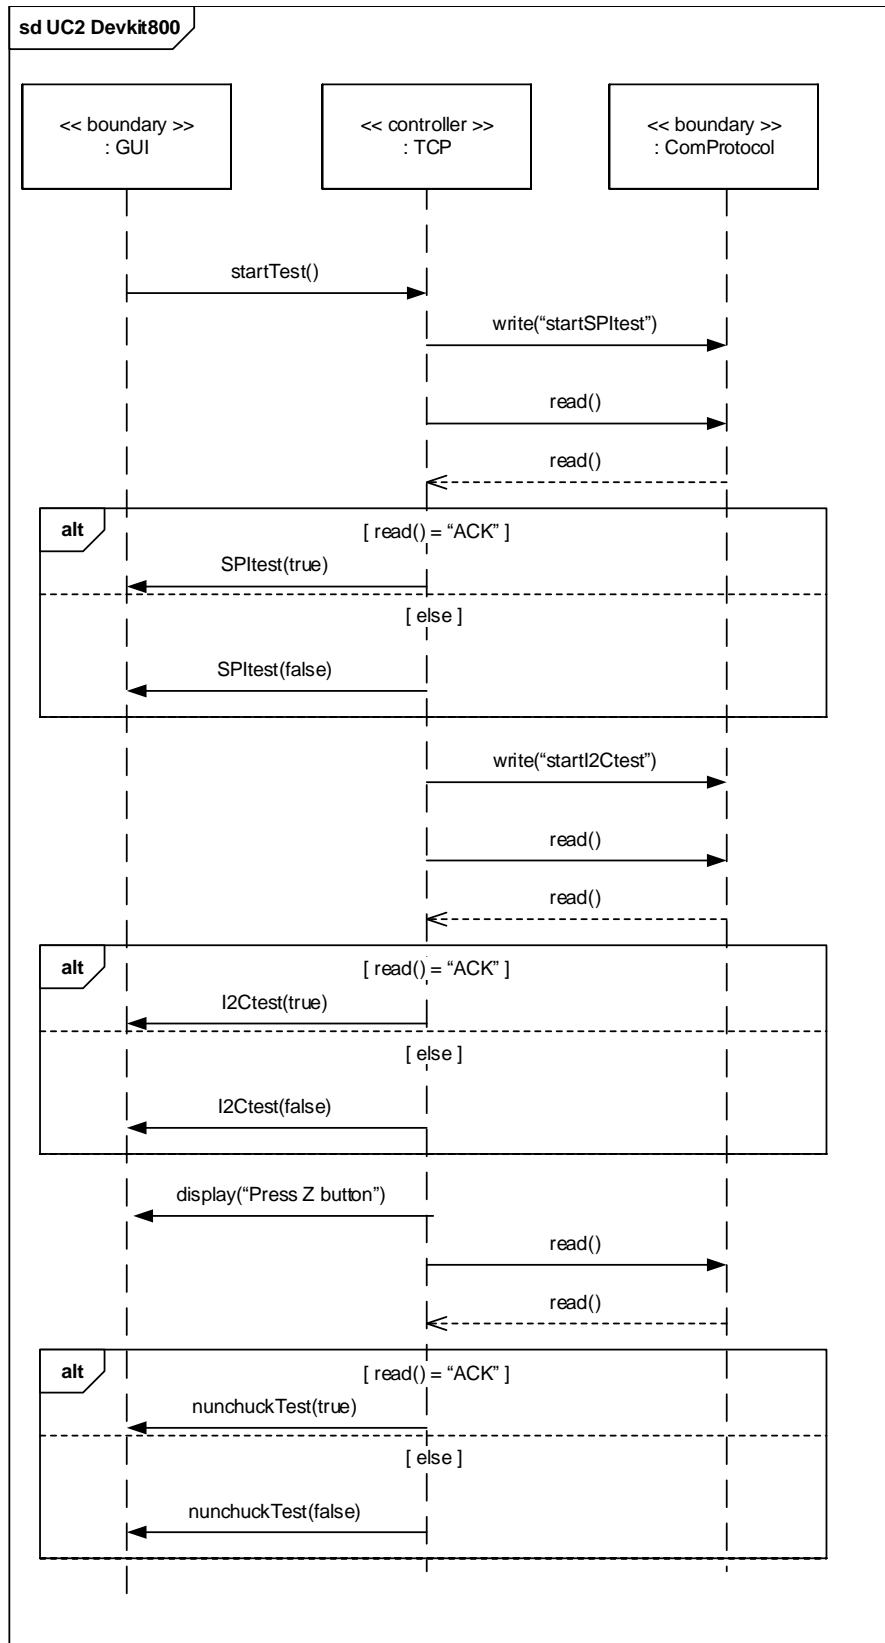 sd UC2 Devkit800
<< boundary >>
: GUI
<< controller >>
: TCP
<< boundary >>
: ComProtocol
startTest()
write(“startSPItest”)
read()
read()
alt
[ read() = “ACK” ]
SPItest(true)
[ else ]
SPItest(false)
write(“startI2Ctest”)
read()
read()
alt
[ read() = “ACK” ]
I2Ctest(true)
[ else ]
I2Ctest(false)
display(“Press Z button”)
read()
read()
alt
[ read() = “ACK” ]
nunchuckTest(true)
[ else ]
nunchuckTest(false)